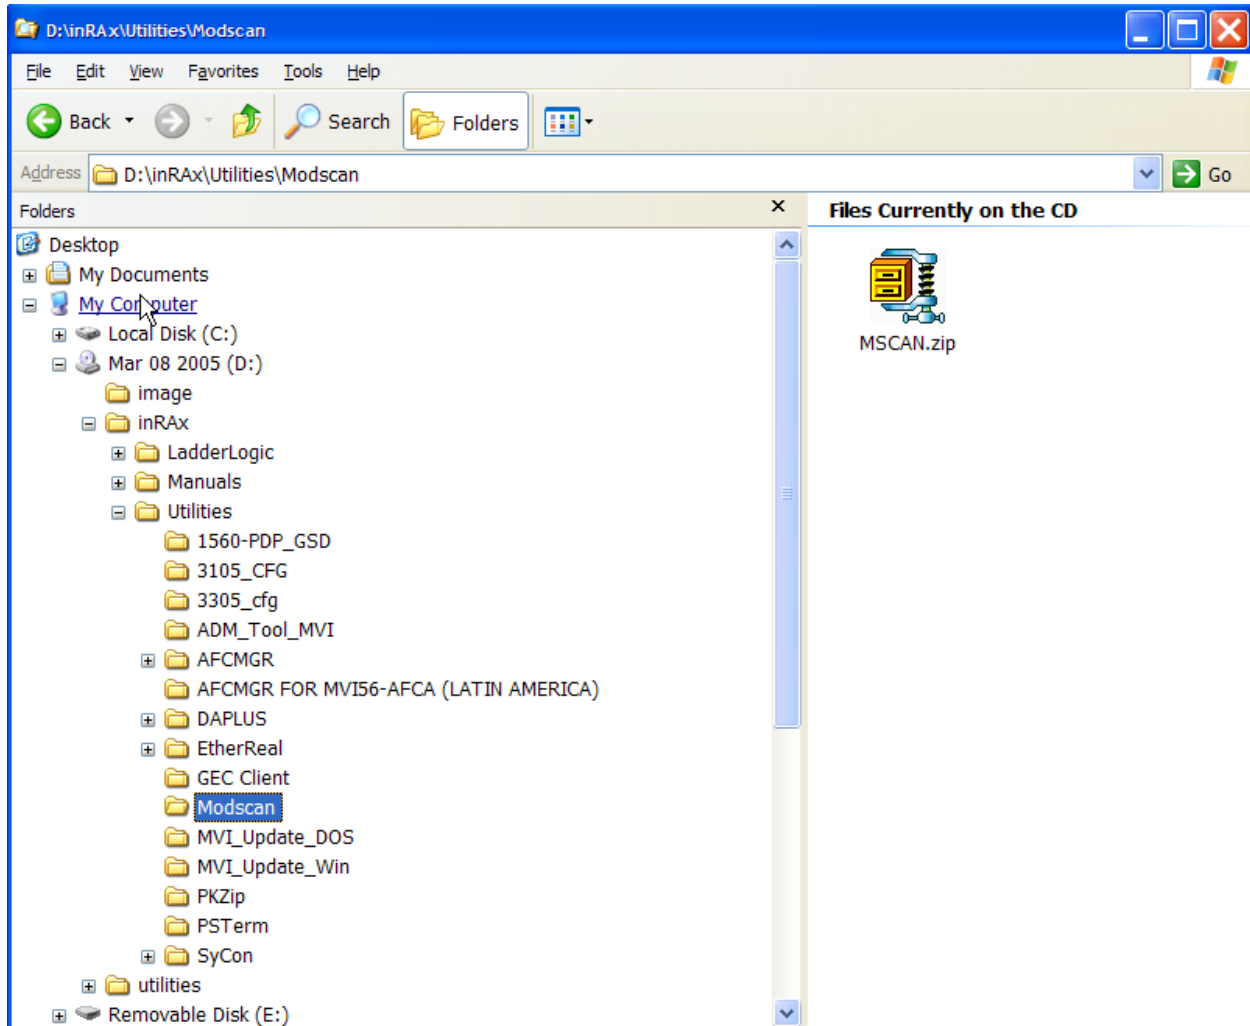 D:\inRAx\Utilities\Modscan
File Edit View Favorites Tools Help
Back Search Folders
Address D:\inRAx\Utilities\Modscan Go
Folders x
Files Currently on the CD
Desktop
My Documents
My Computer
Local Disk (C:)
Mar 08 2005 (D:)
image
inRAx
LadderLogic
Manuals
Utilities
1560-PDP_GSD
3105_CFG
3305_cfg
ADM_Tool_MVI
AFCMGR
AFCMGR FOR MVI56-AFCA (LATIN AMERICA)
DAPLUS
EtherReal
GEC Client
Modscan
MVI_Update_DOS
MVI_Update_Win
PKZip
PSTerm
SyCon
utilities
Removable Disk (E:)
MSCAN.zip